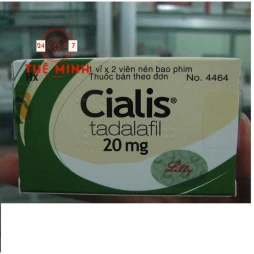 24 7
THẾ MINH
1 vỉ x 2 viên nén bao phim
Rx Thuốc bán theo đơn No. 4464
Cialis®
tadalafil
20 mg
Lilly